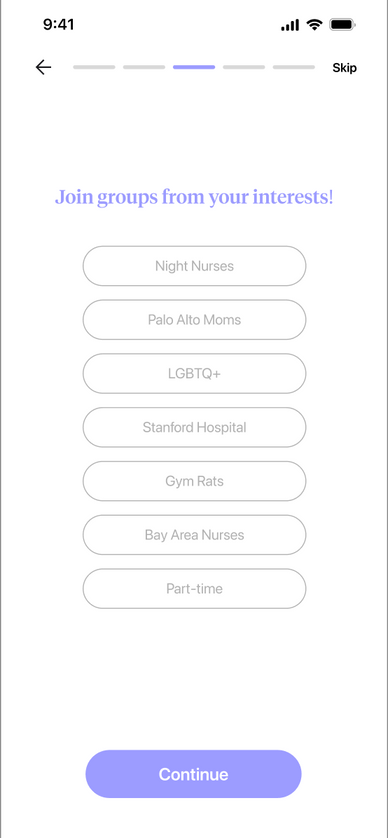 9:41
Skip
Join groups from your interests!
Night Nurses
Palo Alto Moms
LGBTQ+
Stanford Hospital
Gym Rats
Bay Area Nurses
Part-time
Continue